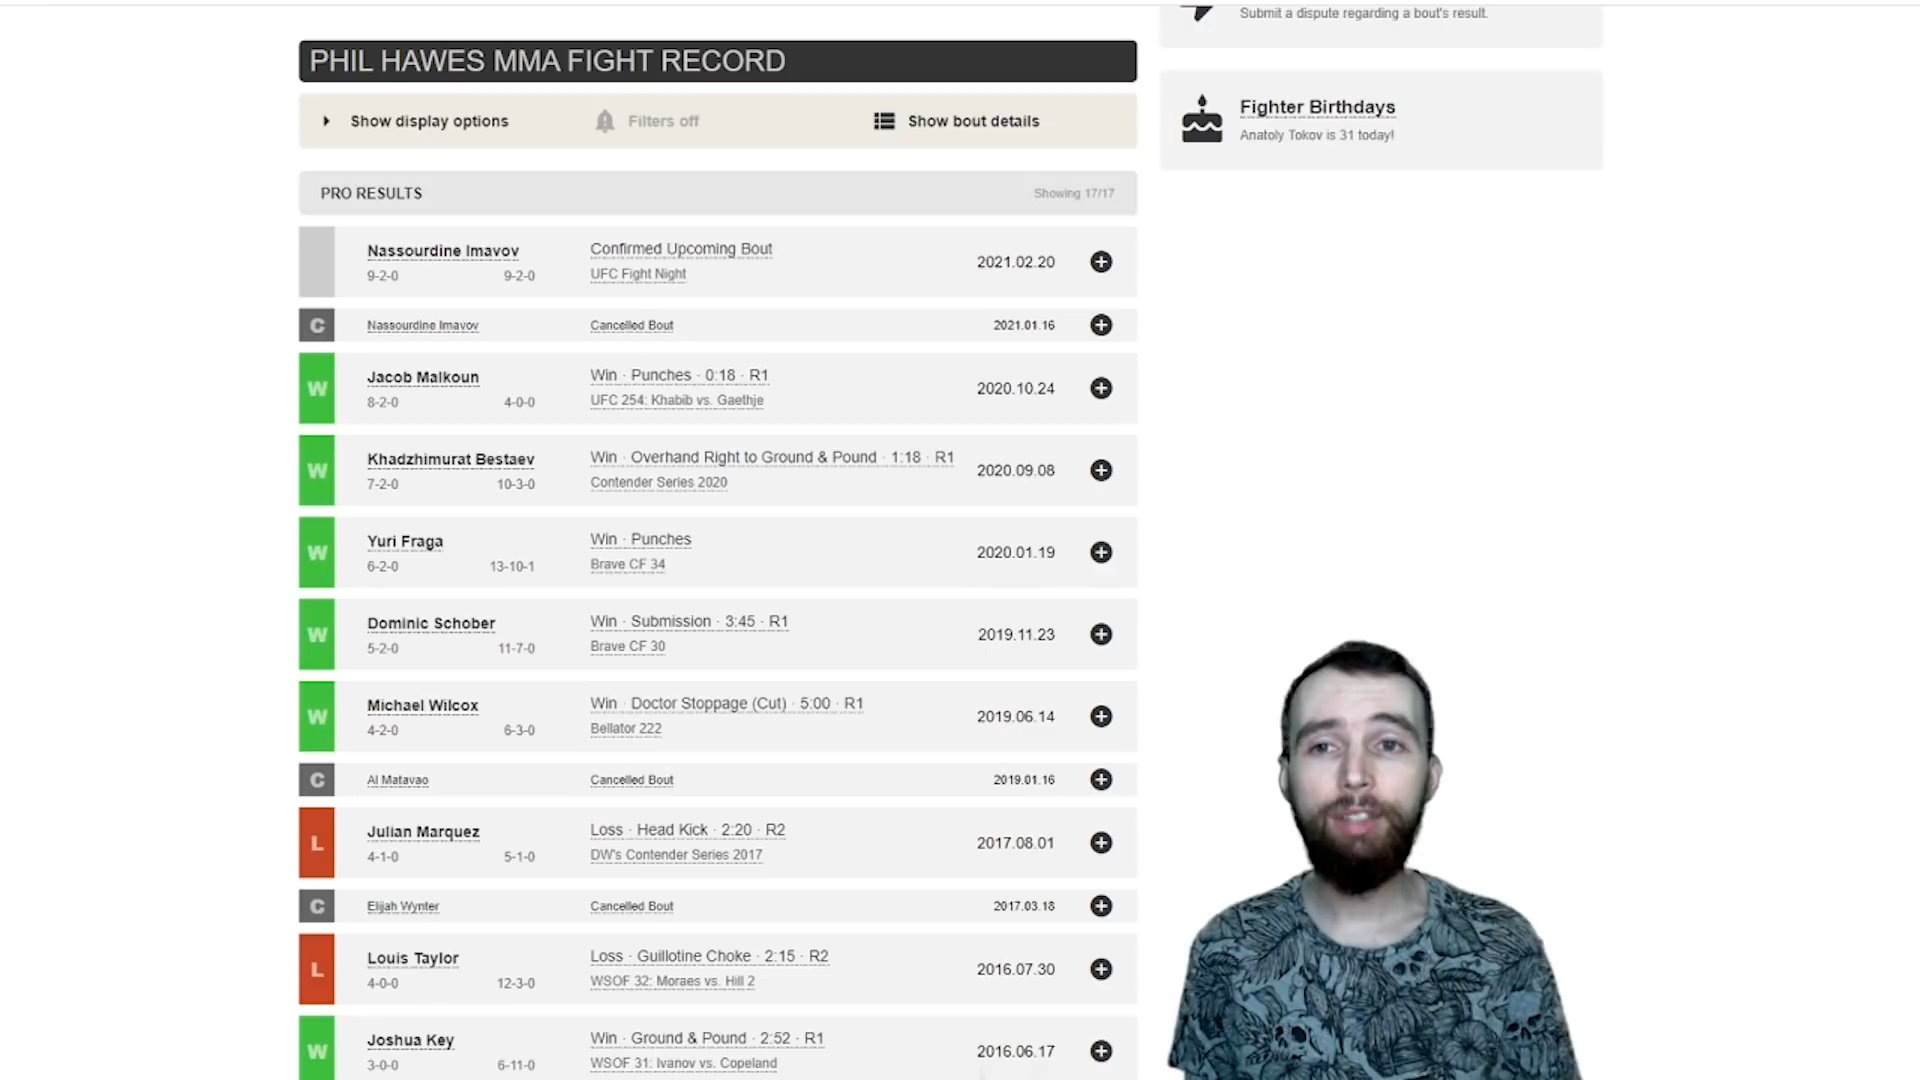 Submit a dispute regarding a bout's result.
PHIL HAWES MMA FIGHT RECORD
Show display options
Filters off
Show bout details
Fighter Birthdays
Anatoly Tokov is 31 today!
PRO RESULTS
Showing 17/17
Nassourdine Imavov
9-2-0
9-2-0
Confirmed Upcoming Bout
UFC Fight Night
2021.02.20
C
Nassourdine Imavov
Cancelled Bout
2021.01.16
W
Jacob Malkoun
8-2-0
4-0-0
Win · Punches · 0:18 · R1
UFC 254: Khabib vs. Gaethje
2020.10.24
W
Khadzhimurat Bestaev
7-2-0
10-3-0
Win · Overhand Right to Ground & Pound · 1:18 · R1
Contender Series 2020
2020.09.08
W
Yuri Fraga
6-2-0
13-10-1
Win · Punches
Brave CF 34
2020.01.19
W
Dominic Schober
5-2-0
11-7-0
Win · Submission · 3:45 · R1
Brave CF 30
2019.11.23
W
Michael Wilcox
4-2-0
6-3-0
Win · Doctor Stoppage (Cut) · 5:00 · R1
Bellator 222
2019.06.14
C
Al Matavao
Cancelled Bout
2019.01.16
L
Julian Marquez
4-1-0
5-1-0
Loss · Head Kick · 2:20 · R2
DW's Contender Series 2017
2017.08.01
C
Elijah Wynter
Cancelled Bout
2017.03.18
L
Louis Taylor
4-0-0
12-3-0
Loss · Guillotine Choke · 2:15 · R2
WSOF 32: Moraes vs. Hill 2
2016.07.30
W
Joshua Key
3-0-0
6-11-0
Win · Ground & Pound · 2:52 · R1
WSOF 31: Ivanov vs. Copeland
2016.06.17